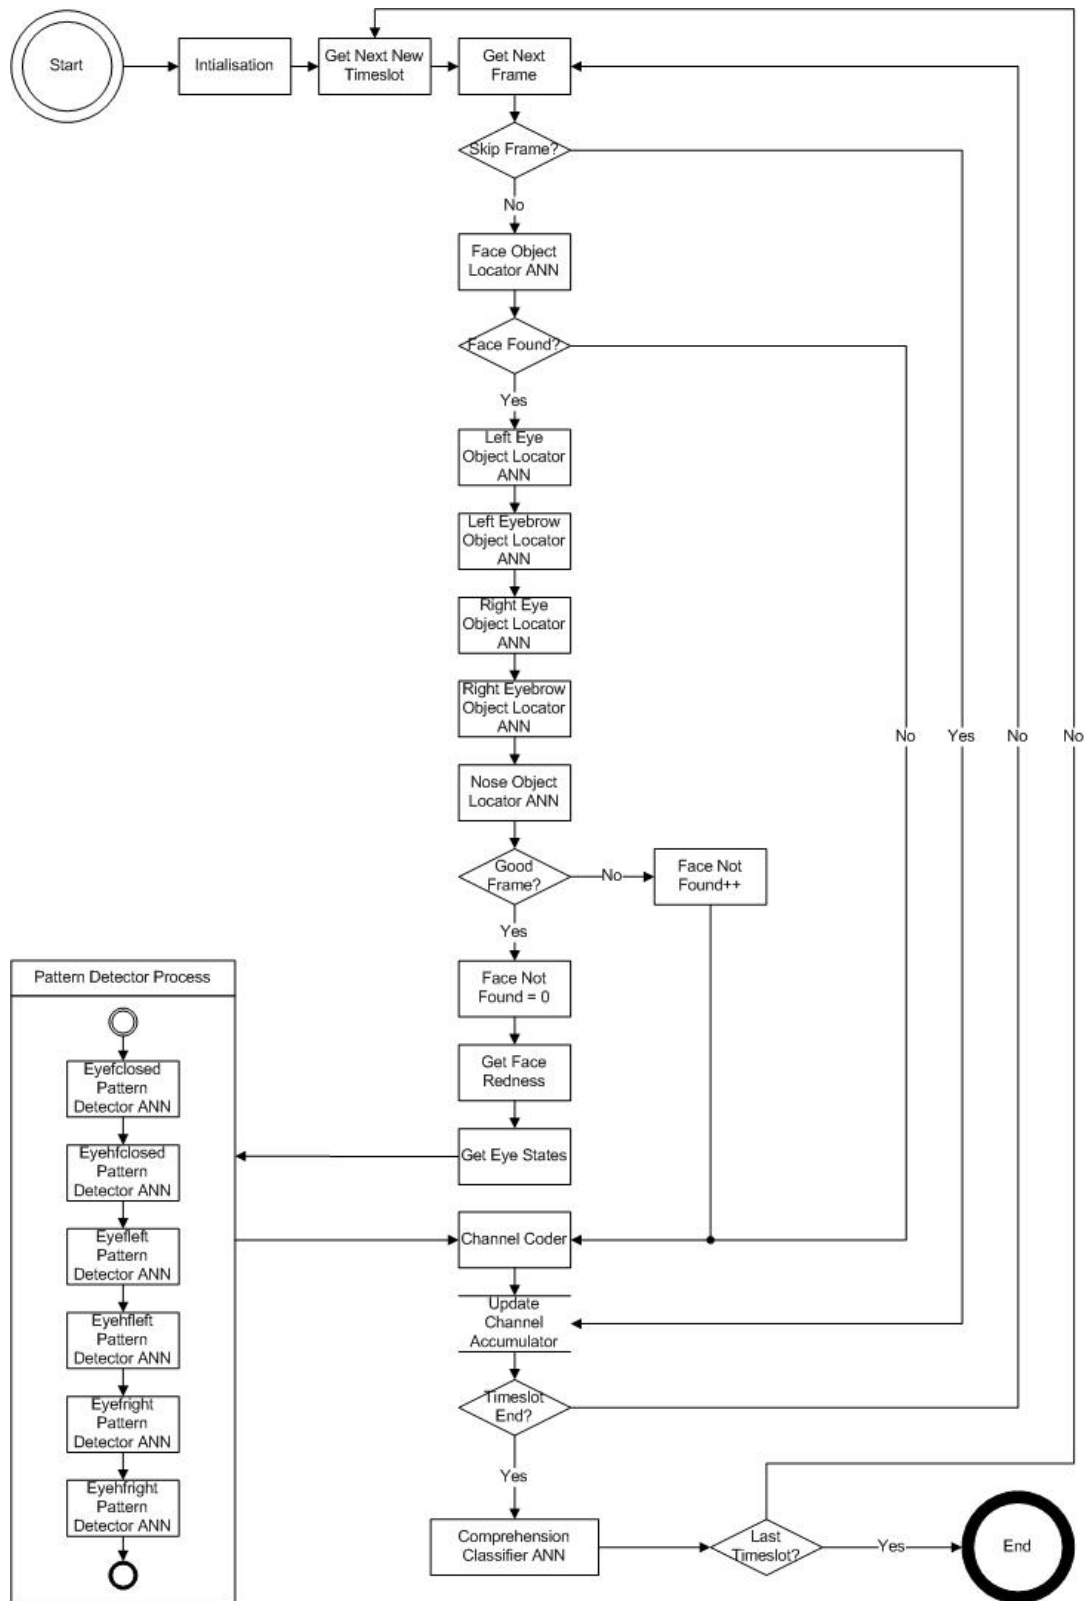 Start
Intialisation
Get Next New
Timeslot
Get Next
Frame
Skip Frame?
No
Face Object
Locator ANN
Face Found?
Yes
Left Eye
Object Locator
ANN
Left Eyebrow
Object Locator
ANN
Right Eye
Object Locator
ANN
Right Eyebrow
Object Locator
ANN
No
Yes
No
No
Nose Object
Locator ANN
Good
Frame?
No
Face Not
Found++
Yes
Face Not
Found = 0
Get Face
Redness
Get Eye States
Pattern Detector Process
Eyefclosed
Pattern
Detector ANN
Eyehfclosed
Pattern
Detector ANN
Eyefleft
Pattern
Detector ANN
Eyehfleft
Pattern
Detector ANN
Eyefright
Pattern
Detector ANN
Eyehfright
Pattern
Detector ANN
Channel Coder
Update
Channel
Accumulator
Timeslot
End?
Yes
Comprehension
Classifier ANN
Last
Timeslot?
Yes
End